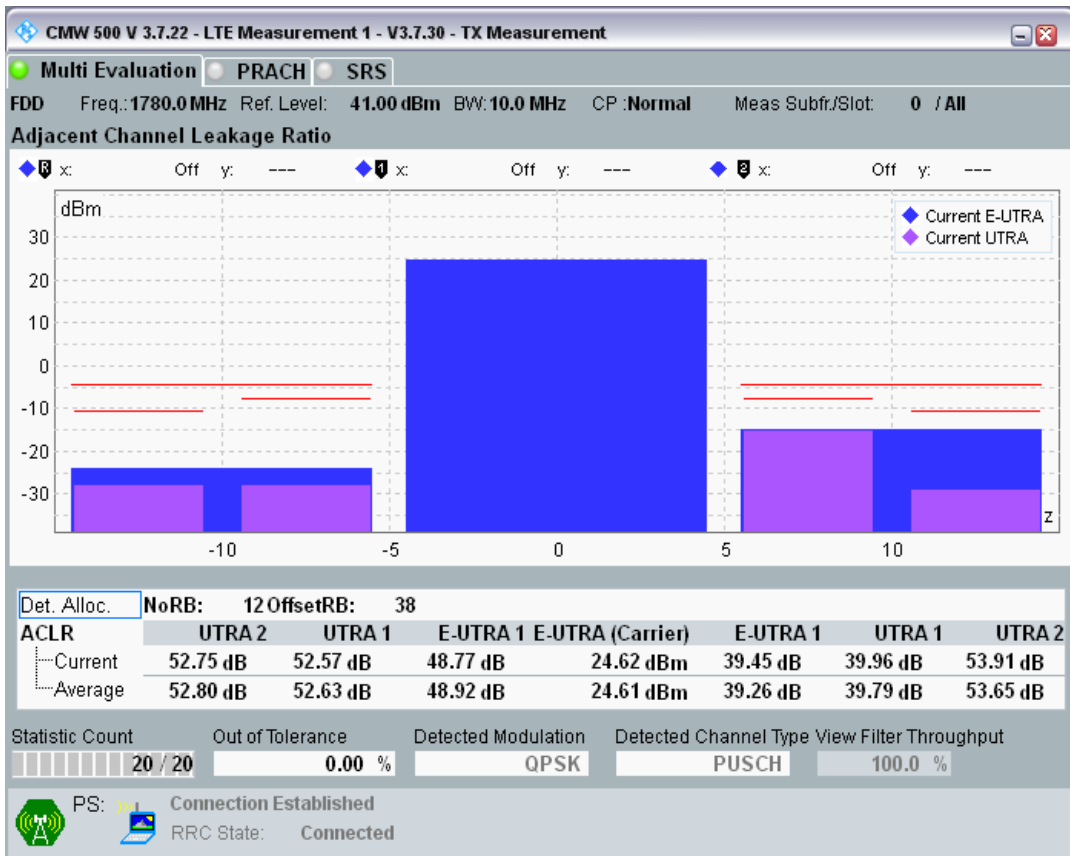 CMW 500 V 3.7.22 - LTE Measurement 1 - V3.7.30 - TX Measurement
Multi Evaluation PRACH SRS
FDD Freq.: 1780.0 MHz Ref. Level: 41.00 dBm BW: 10.0 MHz CP : Normal Meas Subfr./Slot: 0 / All
Adjacent Channel Leakage Ratio
R x: Off y: --- 1 x: Off y: --- 2 x: Off y: ---
dBm
Current E-UTRA
Current UTRA
30
20
10
0
-10
-20
-30
z
-10 -5 0 5 10
Det. Alloc. NoRB: 12 OffsetRB: 38
ACLR UTRA 2 UTRA 1 E-UTRA 1 E-UTRA (Carrier) E-UTRA 1 UTRA 1 UTRA 2
Current 52.75 dB 52.57 dB 48.77 dB 24.62 dBm 39.45 dB 39.96 dB 53.91 dB
Average 52.80 dB 52.63 dB 48.92 dB 24.61 dBm 39.26 dB 39.79 dB 53.65 dB
Statistic Count Out of Tolerance Detected Modulation Detected Channel Type View Filter Throughput
20 / 20 0.00 % QPSK PUSCH 100.0 %
PS: Connection Established
RRC State: Connected